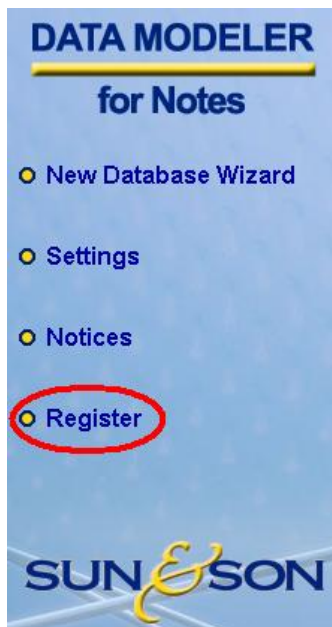 DATA MODELER
for Notes
New Database Wizard
Settings
Notices
Register
SUN & SON